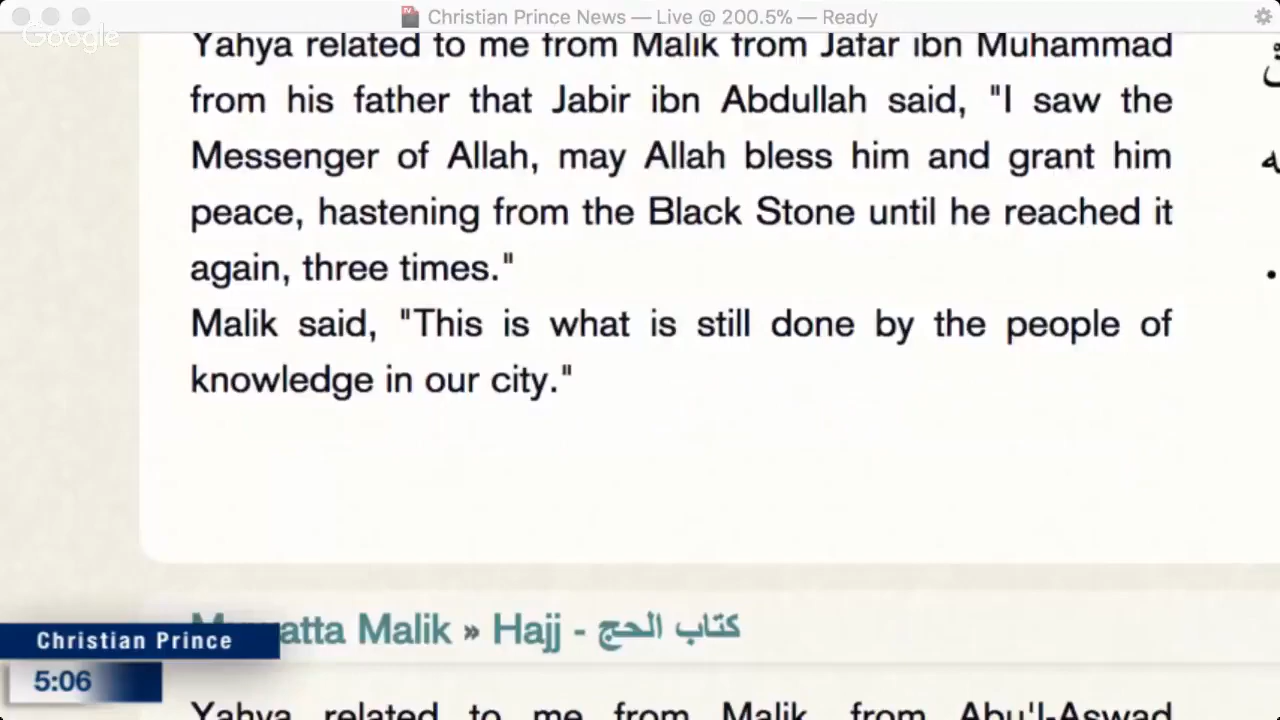 Christian Prince News — Live @ 200.5% — Ready
Google
Yahya related to me from Malik from Jafar ibn Muhammad
from his father that Jabir ibn Abdullah said, "I saw the
Messenger of Allah, may Allah bless him and grant him
peace, hastening from the Black Stone until he reached it
again, three times."
Malik said, "This is what is still done by the people of
knowledge in our city."
atta Malik » Hajj - كتاب الحج
Christian Prince
5:06
Yahya related to me from Malik, from Abu'l-Aswad